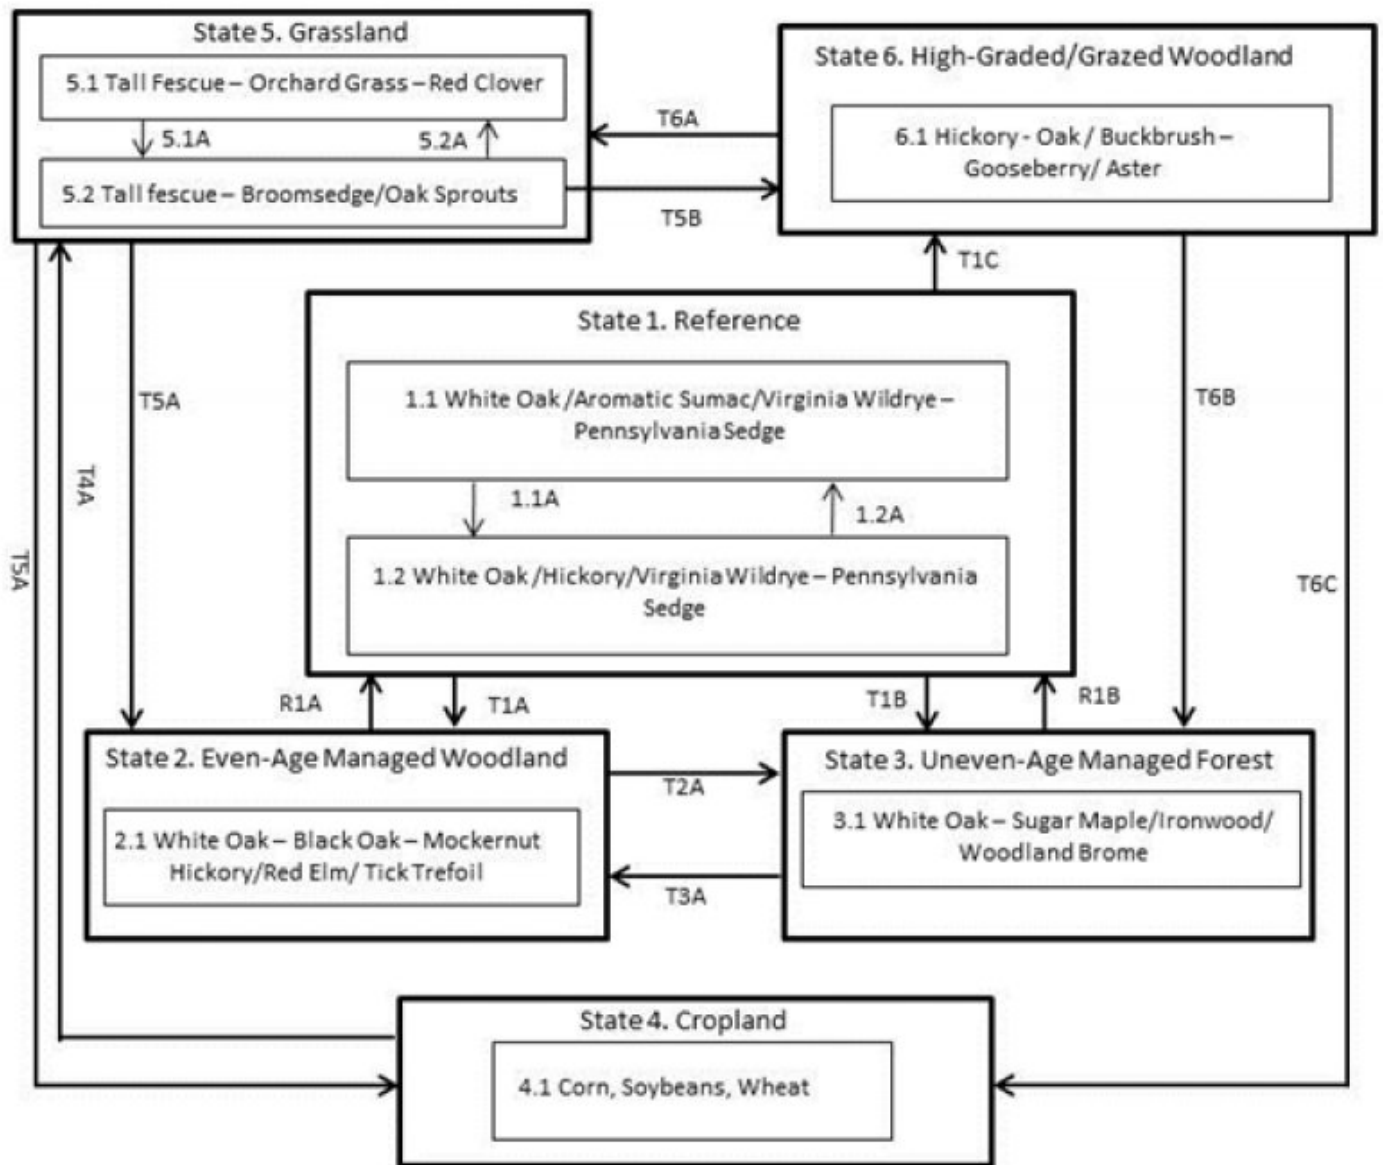 State 5. Grassland
5.1 Tall Fescue – Orchard Grass – Red Clover
5.1A
5.2A
5.2 Tall fescue – Broomsedge/Oak Sprouts
T6A
T5B
State 6. High-Graded/Grazed Woodland
6.1 Hickory - Oak / Buckbrush –
Gooseberry/ Aster
T1C
State 1. Reference
1.1 White Oak /Aromatic Sumac/Virginia Wildrye –
Pennsylvania Sedge
1.1A
1.2A
1.2 White Oak /Hickory/Virginia Wildrye – Pennsylvania
Sedge
T5A
T4A
T5A
T6B
T6C
R1A
T1A
T1B
R1B
State 2. Even-Age Managed Woodland
2.1 White Oak – Black Oak – Mockernut
Hickory/Red Elm/ Tick Trefoil
T2A
T3A
State 3. Uneven-Age Managed Forest
3.1 White Oak – Sugar Maple/Ironwood/
Woodland Brome
State 4. Cropland
4.1 Corn, Soybeans, Wheat